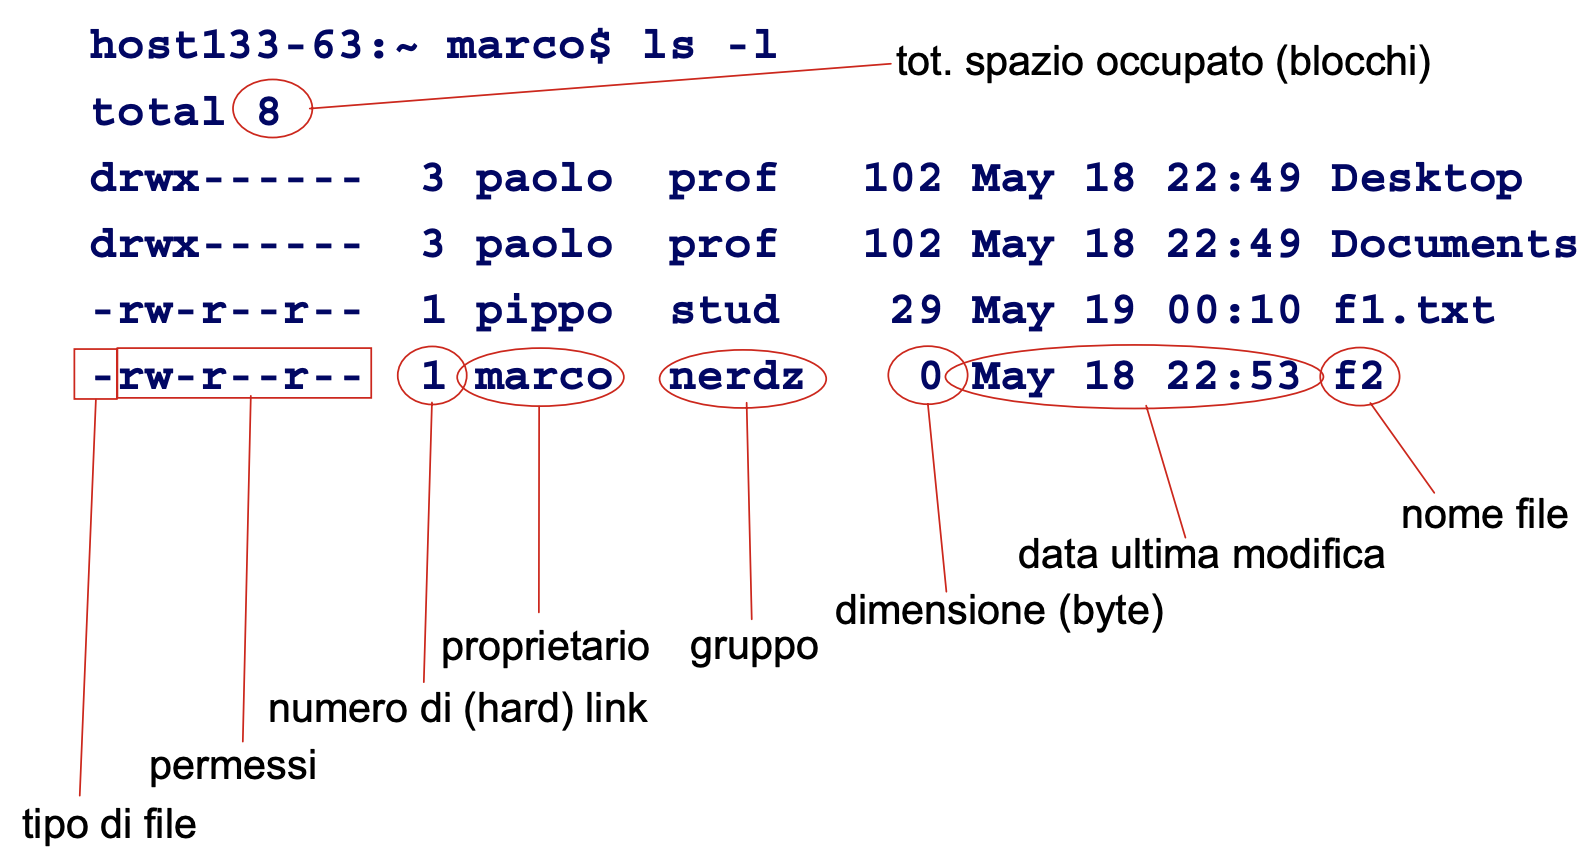 host133-63:~ marco$ ls -l
tot. spazio occupato (blocchi)
total 8
drwx------ 3 paolo prof 102 May 18 22:49 Desktop
drwx------ 3 paolo prof 102 May 18 22:49 Documents
-rw-r--r-- 1 pippo stud 29 May 19 00:10 f1.txt
-rw-r--r-- 1 marco nerdz 0 May 18 22:53 f2
nome file
data ultima modifica
dimensione (byte)
proprietario
gruppo
numero di (hard) link
permessi
tipo di file